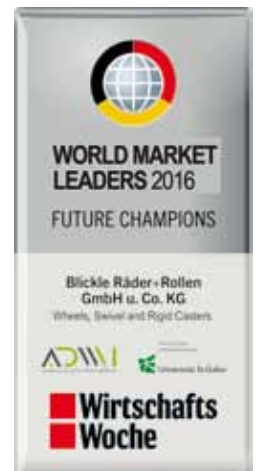 WORLD MARKET
LEADERS 2016
FUTURE CHAMPIONS
Blickle Räder+Rollen
GmbH u. Co. KG
Wheels, Swivel and Rigid Casters
ADWM
Wirtschafts
Woche